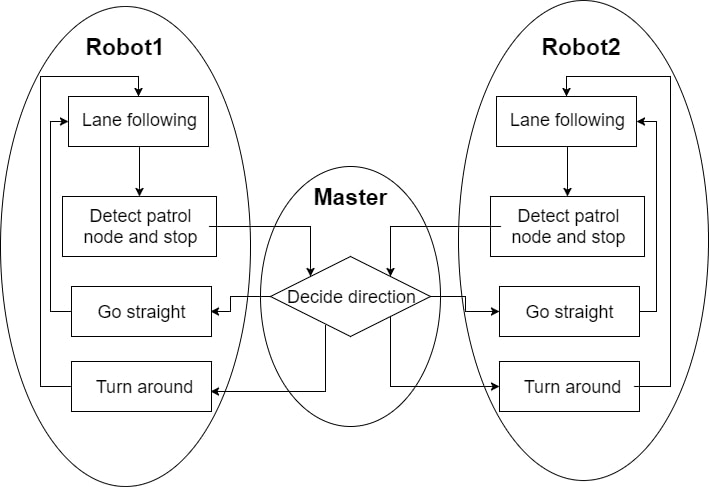 Robot1
Lane following
Detect patrol
node and stop
Go straight
Turn around
Master
Decide direction
Robot2
Lane following
Detect patrol
node and stop
Go straight
Turn around